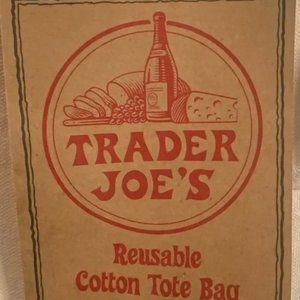 TRADER
JOE'S
Reusable
Cotton Tote Bag